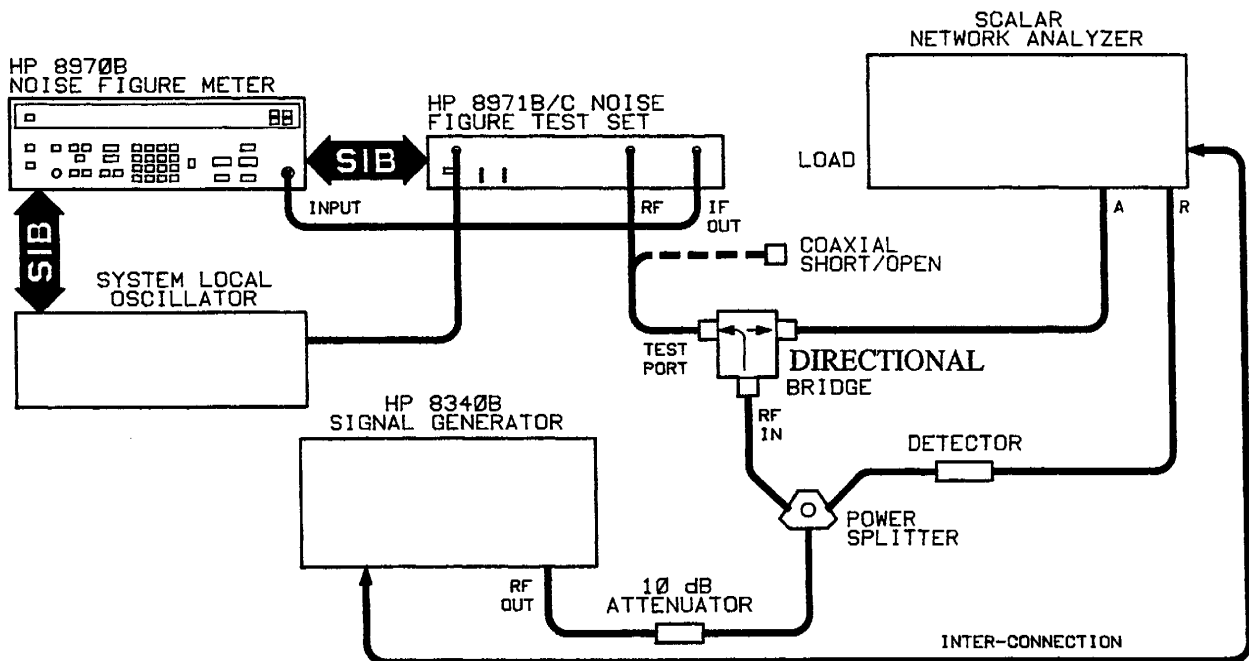 SCALAR
NETWORK ANALYZER
HP 8970B
NOISE FIGURE METER
HP 8971B/C NOISE
FIGURE TEST SET
SIB
LOAD
INPUT
RF
IF
OUT
A
R
SIB
COAXIAL
SHORT/OPEN
SYSTEM LOCAL
OSCILLATOR
TEST
PORT
DIRECTIONAL
BRIDGE
HP 8340B
SIGNAL GENERATOR
RF
IN
DETECTOR
POWER
SPLITTER
RF
OUT
10 dB
ATTENUATOR
INTER-CONNECTION